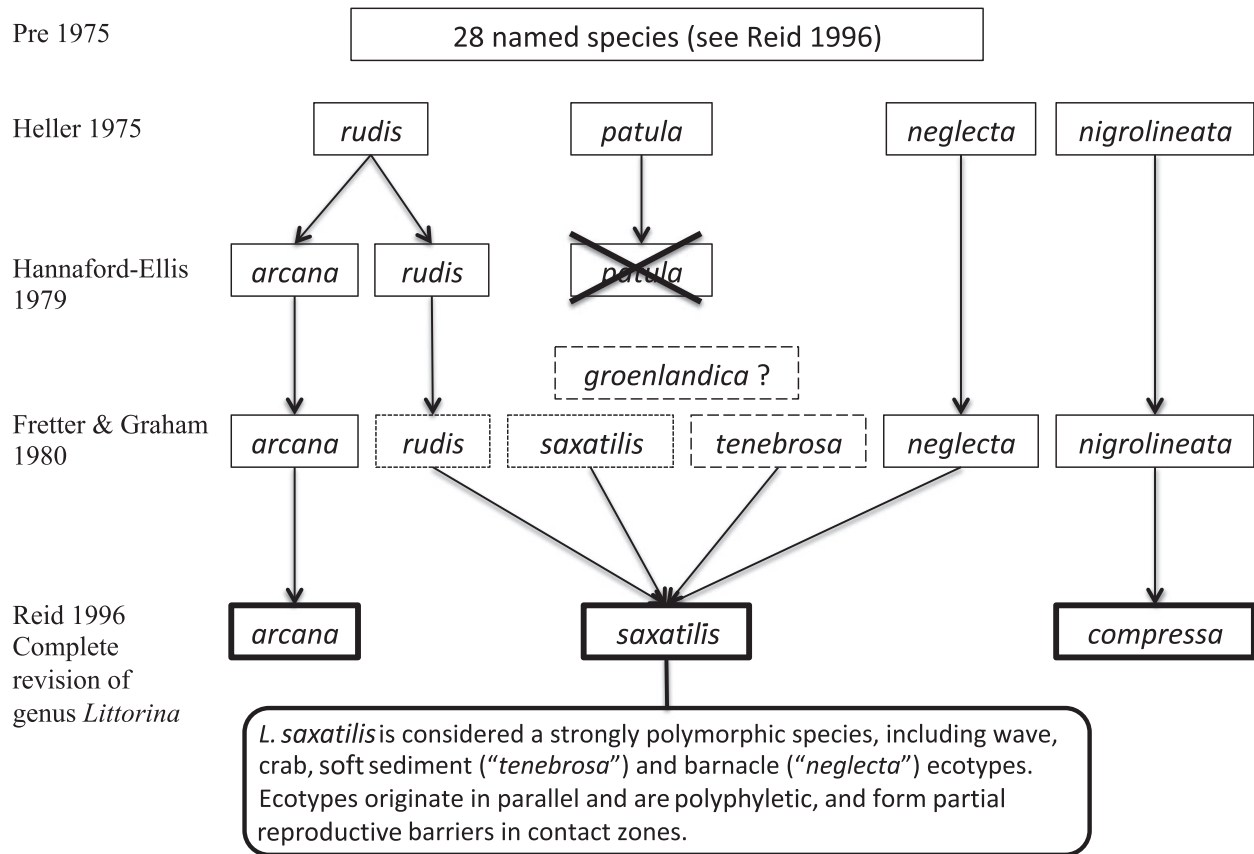 Pre 1975
28 named species (see Reid 1996)
Heller 1975
rudis
patula
neglecta
nigrolineata
Hannaford-Ellis
1979
arcana
rudis
patula
groenlandica ?
Fretter & Graham
1980
arcana
rudis
saxatilis
tenebrosa
neglecta
nigrolineata
Reid 1996
Complete
revision of
genus Littorina
arcana
saxatilis
compressa
L. saxatilis is considered a strongly polymorphic species, including wave,
crab, soft sediment (“tenebrosa”) and barnacle (“neglecta”) ecotypes.
Ecotypes originate in parallel and are polyphyletic, and form partial
reproductive barriers in contact zones.